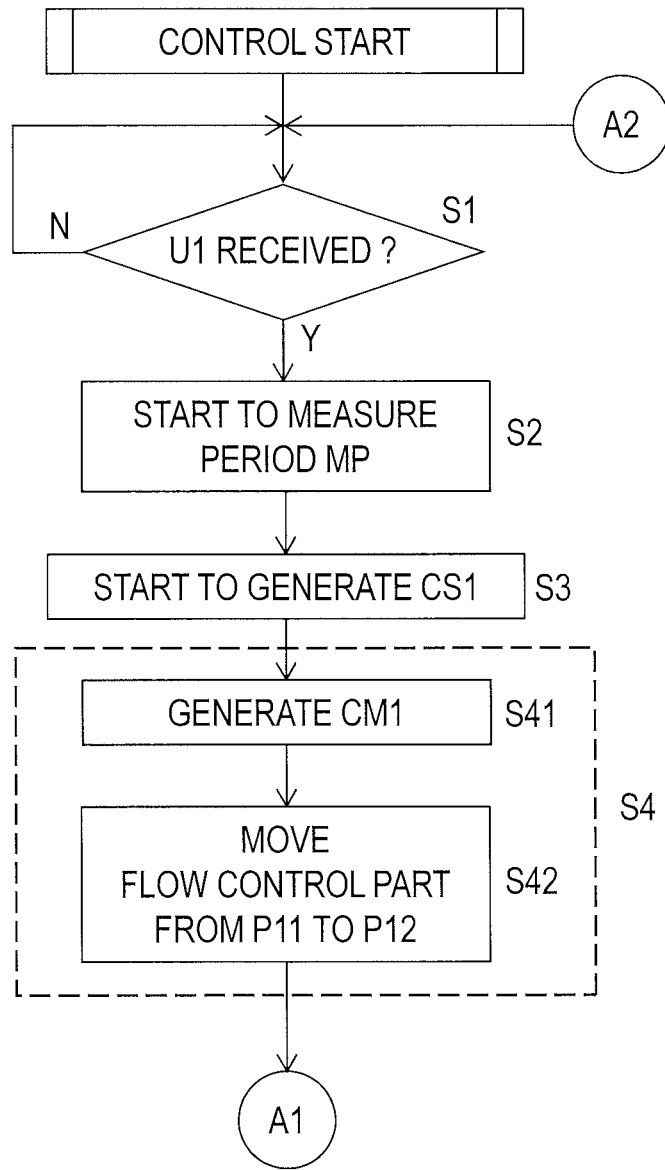 CONTROL START
A2
N
S1
U1 RECEIVED ?
Y
START TO MEASURE
PERIOD MP
S2
START TO GENERATE CS1
S3
GENERATE CM1
S41
S4
MOVE
FLOW CONTROL PART
FROM P11 TO P12
S42
A1